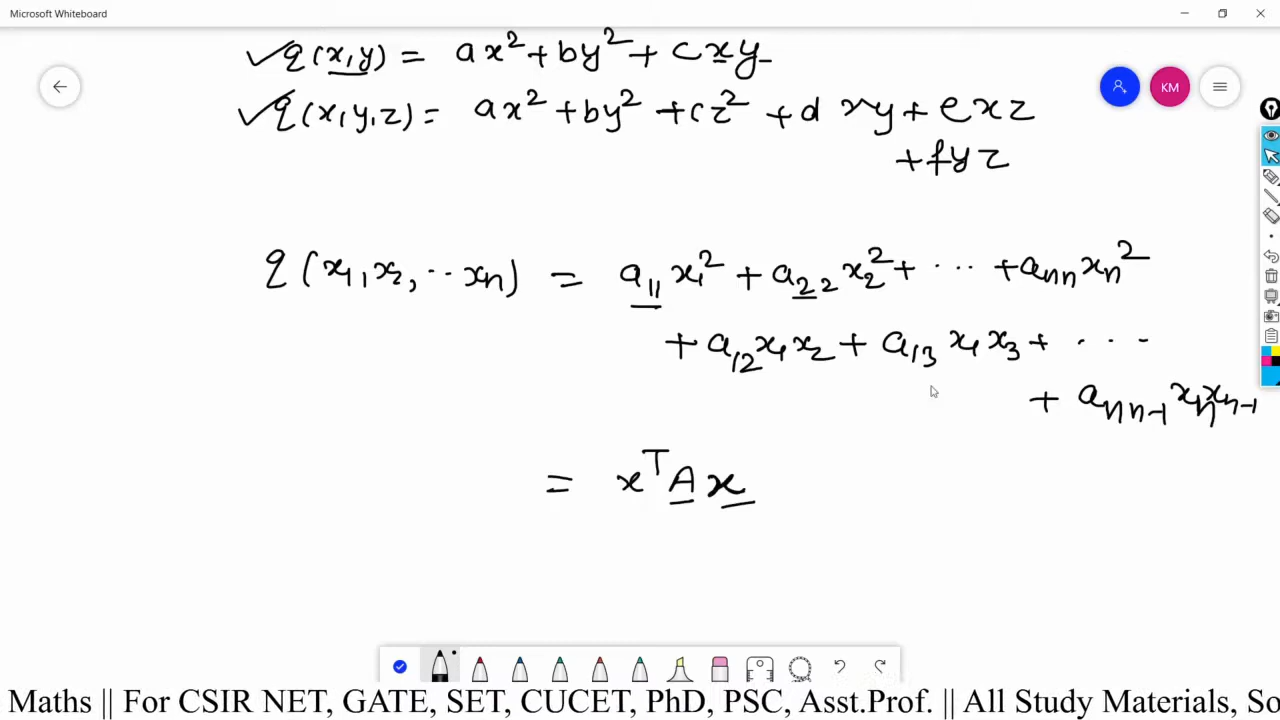 Microsoft Whiteboard
✓q(x,y) = ax²+by²+cxy
✓q(x,y,z) = ax²+by²+cz²+dxy+exz
+fyz
KM
q(x₁,x₂,··xₙ) = a₁₁x₁²+a₂₂x₂²+···+aₙₙxₙ²
+a₁₂x₁x₂+a₁₃x₁x₃+····
+aₙₙ₋₁xₙxₙ₋₁
= xᵀAx
Maths || For CSIR NET, GATE, SET, CUCET, PhD, PSC, Asst.Prof. || All Study Materials, So